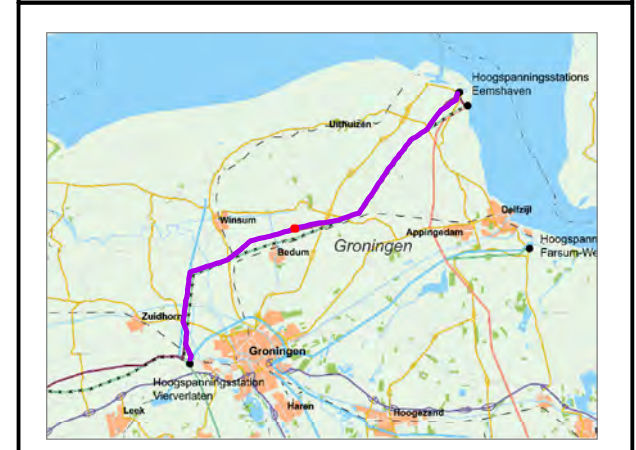 Hoogspanningsstations
Eemshaven
Uithuizen
Delfzijl
Winsum
Appingedam
Groningen
Hoogspann
Farsum-We
Bedum
Zuidhorn
Groningen
Hoogspanningsstation
Vierverlaten
Leek
Haren
Hoogezand